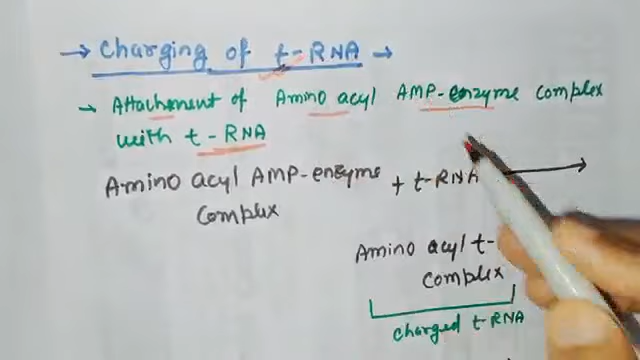 → Charging of t-RNA →
→ Attachment of Amino acyl AMP-enzyme Complex
with t-RNA
Amino acyl AMP-enzyme + t-RNA →
Complex
Amino acyl t-
Complex
charged t-RNA